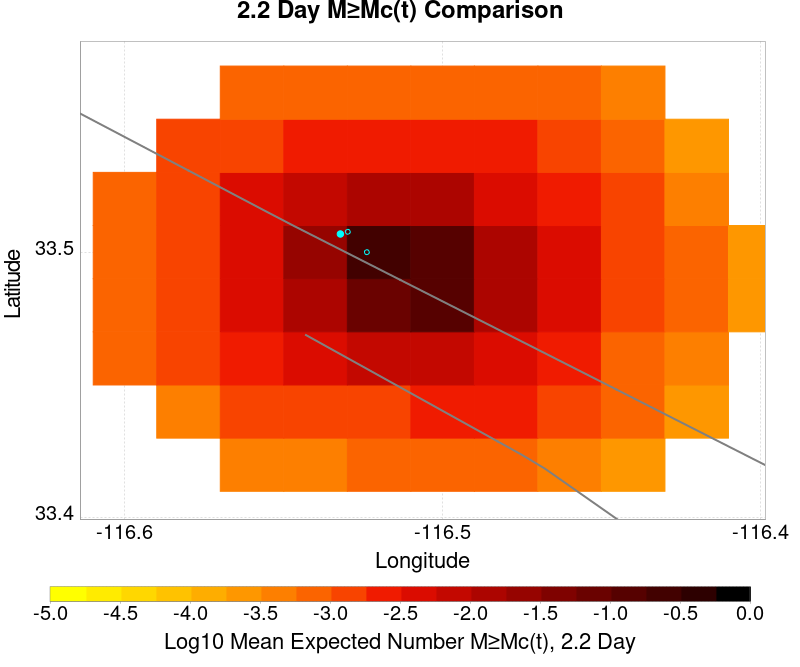 2.2 Day M≥Mc(t) Comparison
Latitude
33.5
33.4
-116.6 -116.5 -116.4
Longitude
-5.0 -4.5 -4.0 -3.5 -3.0 -2.5 -2.0 -1.5 -1.0 -0.5 0.0
Log10 Mean Expected Number M≥Mc(t), 2.2 Day